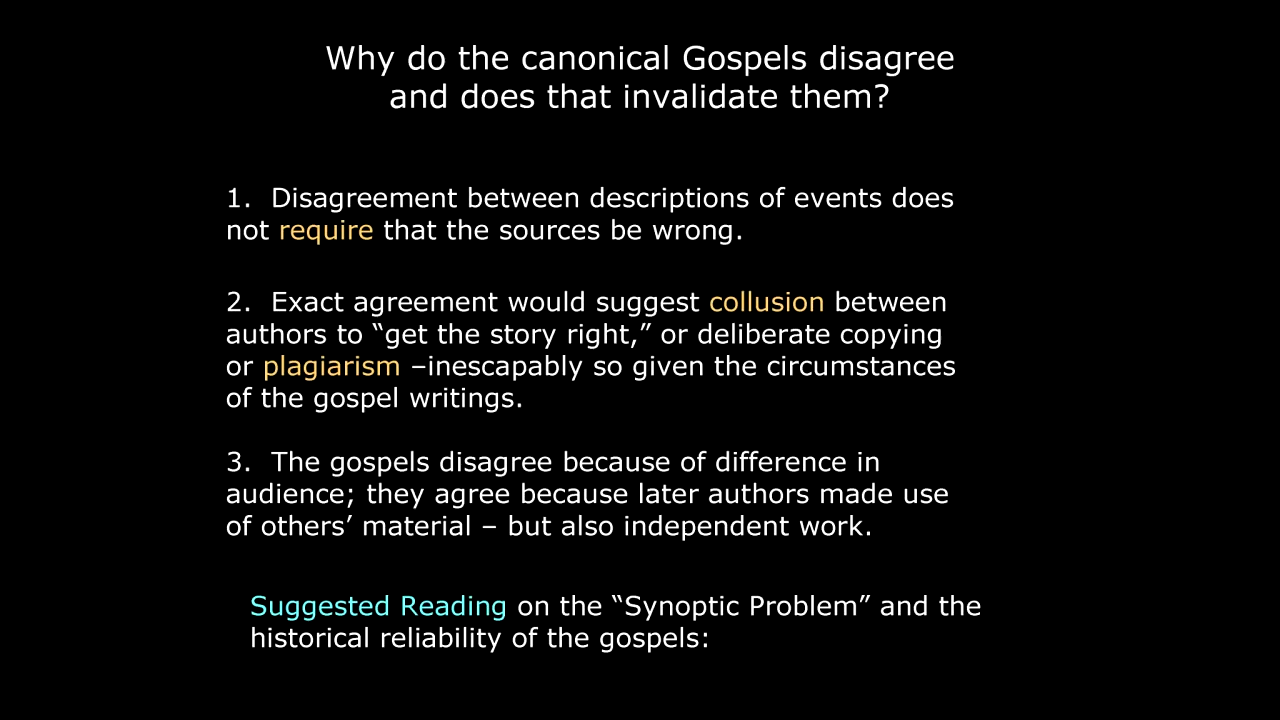 Why do the canonical Gospels disagree
and does that invalidate them?
1. Disagreement between descriptions of events does
not require that the sources be wrong.
2. Exact agreement would suggest collusion between
authors to “get the story right,” or deliberate copying
or plagiarism –inescapably so given the circumstances
of the gospel writings.
3. The gospels disagree because of difference in
audience; they agree because later authors made use
of others’ material – but also independent work.
Suggested Reading on the “Synoptic Problem” and the
historical reliability of the gospels: